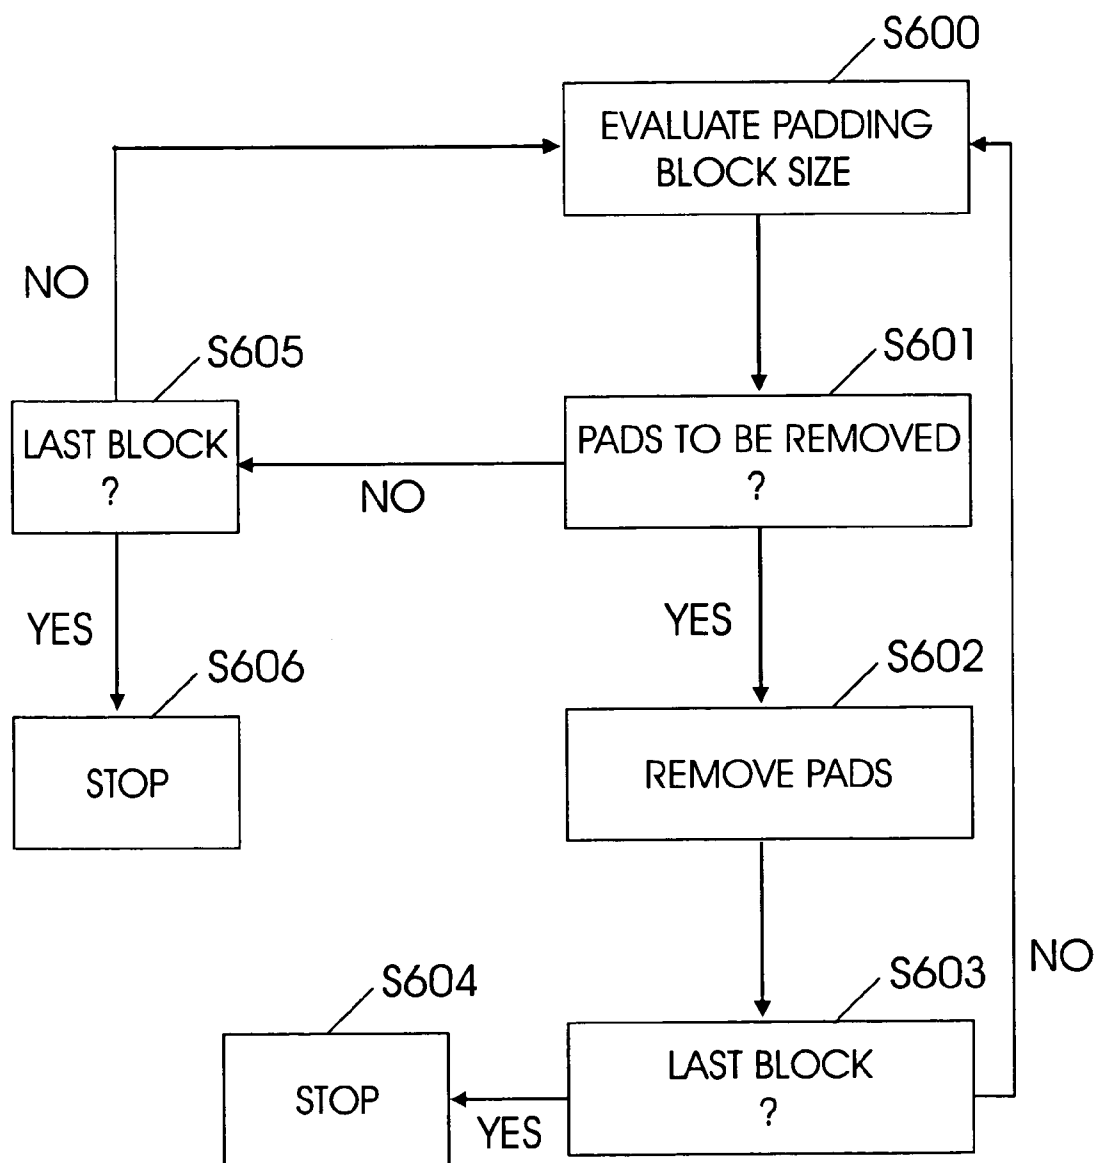 S600
EVALUATE PADDING
BLOCK SIZE
NO
S605
S601
LAST BLOCK
?
PADS TO BE REMOVED
?
NO
YES
YES
S606
S602
STOP
REMOVE PADS
NO
S604
S603
STOP
LAST BLOCK
?
YES